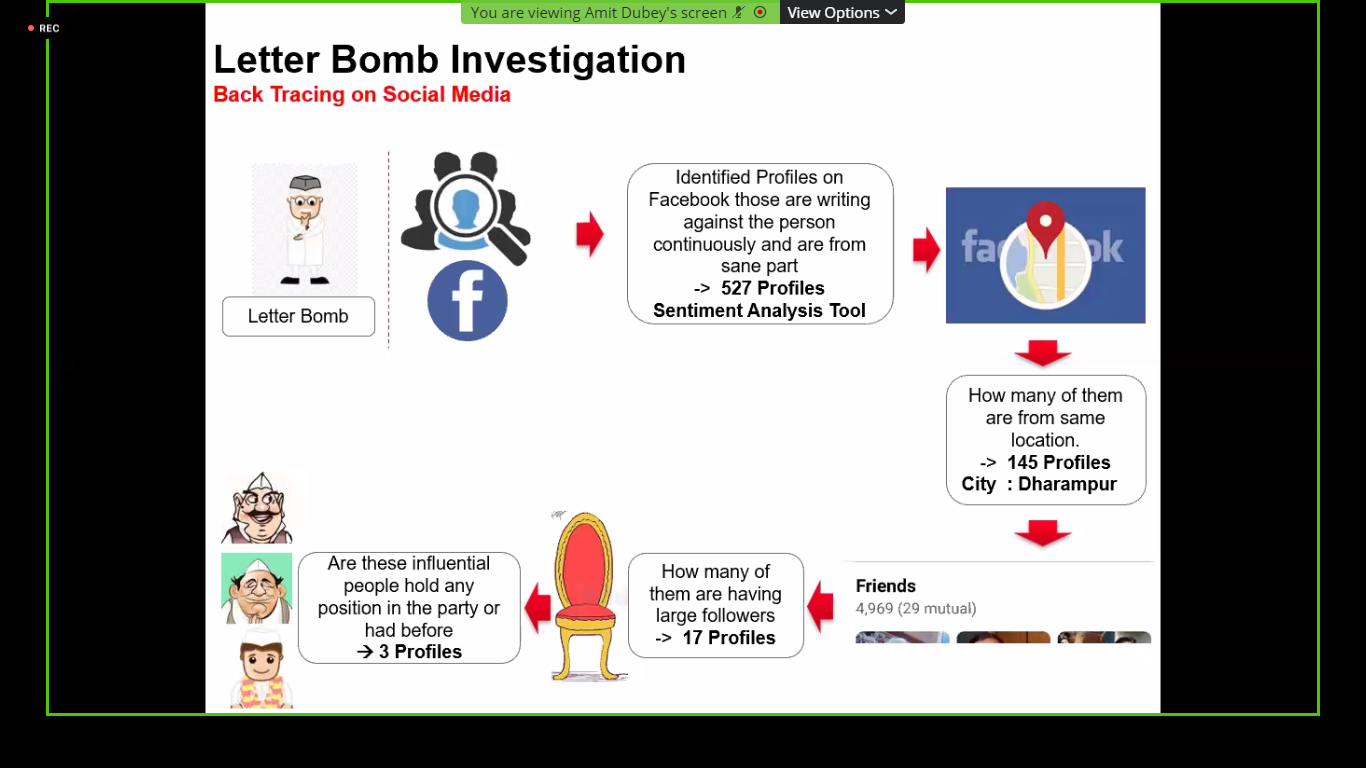 You are viewing Amit Dubey's screen
View Options
REC
Letter Bomb Investigation
Back Tracing on Social Media
Letter Bomb
f
Identified Profiles on
Facebook those are writing
against the person
continuously and are from
sane part
-> 527 Profiles
Sentiment Analysis Tool
fac ok
How many of them
are from same
location.
-> 145 Profiles
City : Dharampur
Friends
4,969 (29 mutual)
How many of
them are having
large followers
-> 17 Profiles
Are these influential
people hold any
position in the party or
had before
→ 3 Profiles